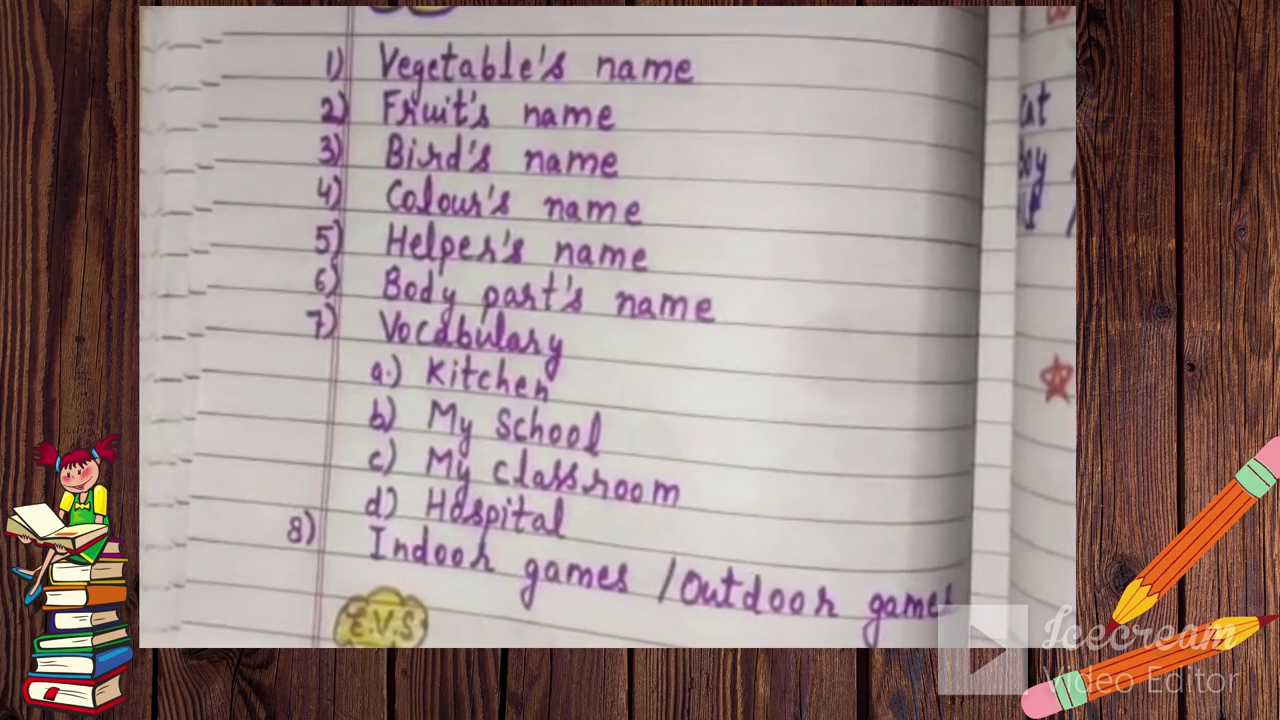 1) Vegetable's name
2) Fruit's name
3) Bird's name
4) Colour's name
5) Helper's name
6) Body part's name
7) Vocabulary
a.) Kitchen
b) My School
c) My classroom
d) Hospital
8) Indoor games / Outdoor games
E.V.S
Icecream
Video Editor